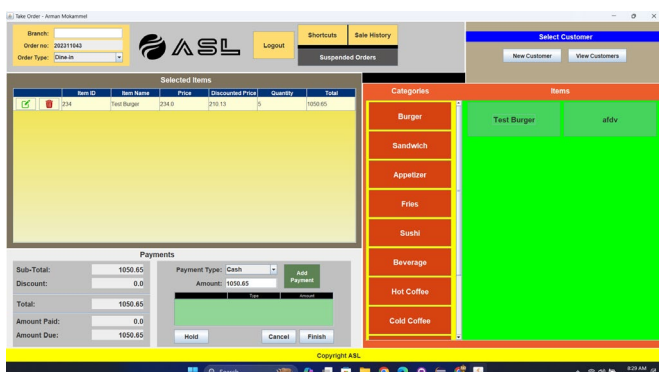 Take Order - Arman Mokammel
Branch:
Order no: 202311043
Order Type: Dine-in
ASL
Logout
Shortcuts Sale History
Suspended Orders
Select Customer
New Customer View Customers
Selected Items
Item ID Item Name Price Discounted Price Quantity Total
234 Test Burger 234.0 210.13 5 1050.65
Categories
Burger
Sandwich
Appetizer
Fries
Sushi
Beverage
Hot Coffee
Cold Coffee
Items
Test Burger afdv
Payments
Sub-Total: 1050.65
Discount: 0.0
Total: 1050.65
Amount Paid: 0.0
Amount Due: 1050.65
Payment Type: Cash
Amount: 1050.65
Add
Payment
Type Amount
Hold Cancel Finish
Copyright ASL
Search
8:29 AM